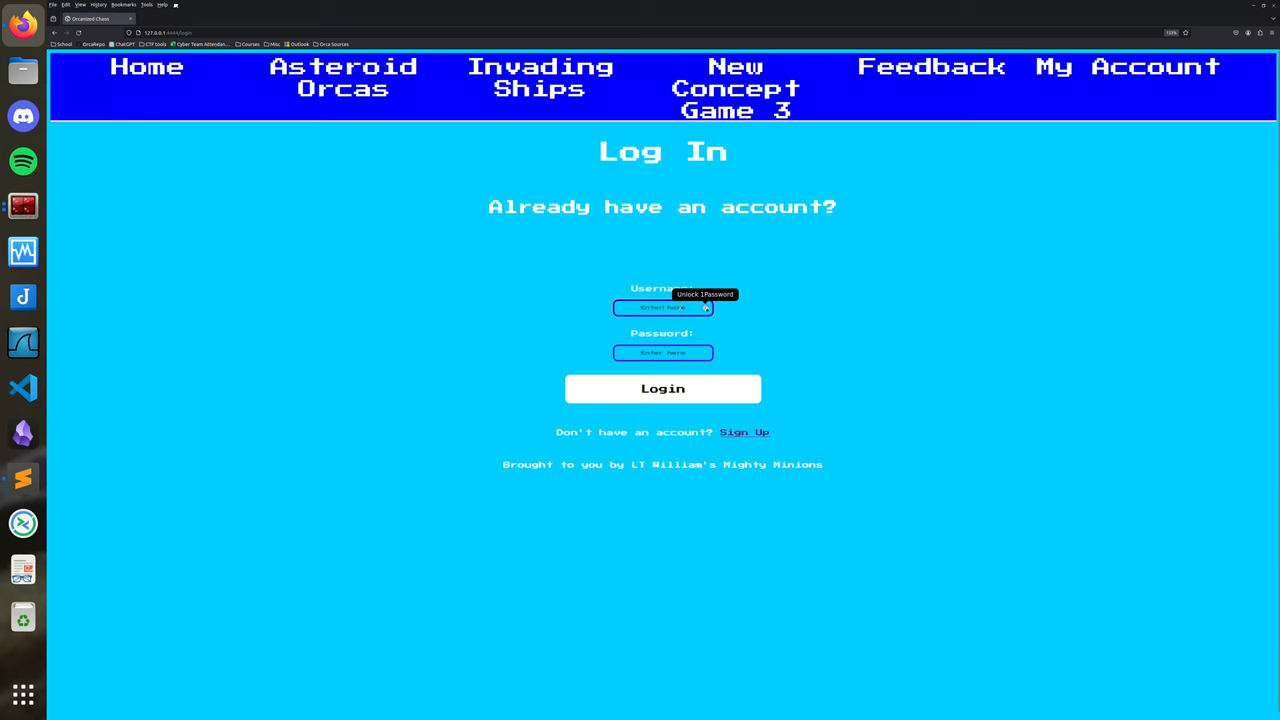 File Edit View History Bookmarks Tools Help
Organized Chaos
127.0.0.1:4444/login
133%
School OrcaRepo ChatGPT CTF tools Cyber Team Attendan... Courses Misc Outlook Orca Sources
Home
Asteroid
Orcas
Invading
Ships
New
Concept
Game 3
Feedback
My Account
Log In
Already have an account?
Username:
Unlock 1Password
Enter here
Password:
Enter here
Login
Don't have an account? Sign Up
Brought to you by LT William's Mighty Minions